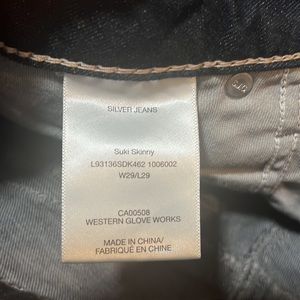 SILVER JEANS
Suki Skinny
L93136SDK462 1006002
W29/L29
CA00508
WESTERN GLOVE WORKS
MADE IN CHINA/
FABRIQUÉ EN CHINE